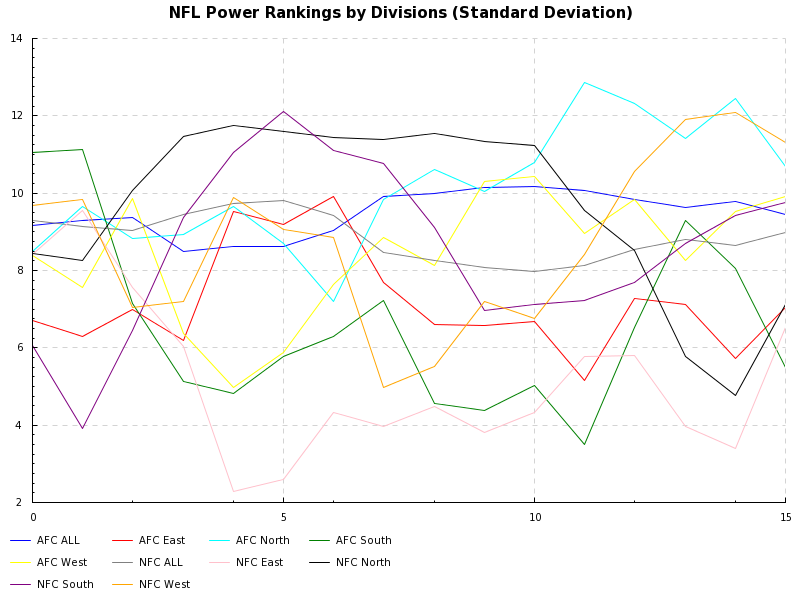 NFL Power Rankings by Divisions (Standard Deviation)
14
12
10
8
6
4
2
0 5 10 15
AFC ALL AFC East AFC North AFC South
AFC West NFC ALL NFC East NFC North
NFC South NFC West